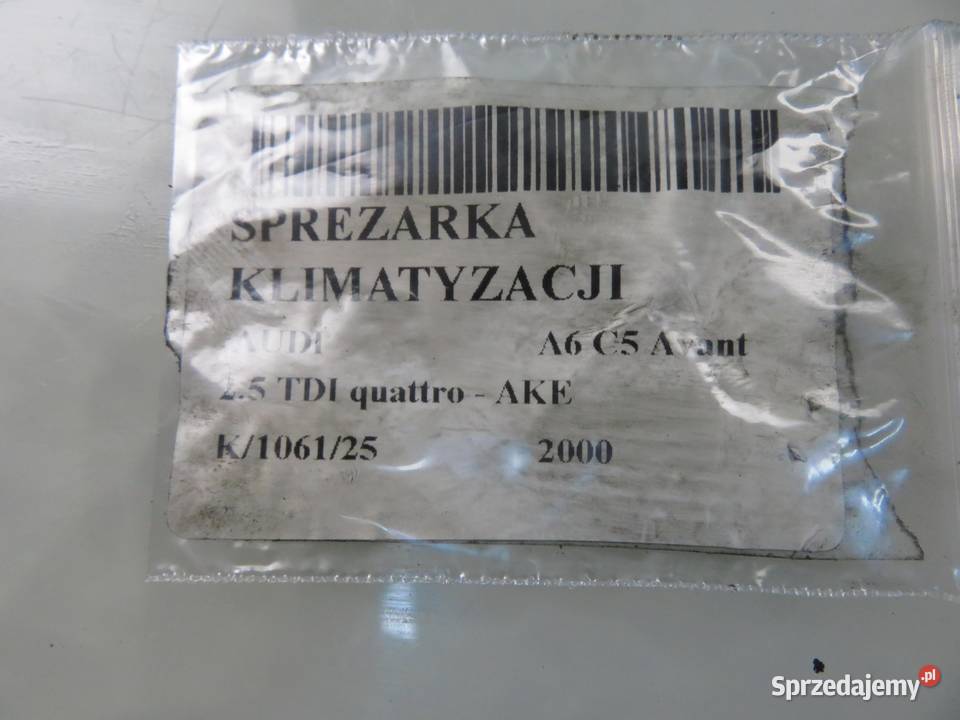 SPREZARKA
KLIMATYZACJI
AUDI A6 C5 Avant
2.5 TDI quattro - AKE
K/1061/25 2000
Sprzedajemy.pl